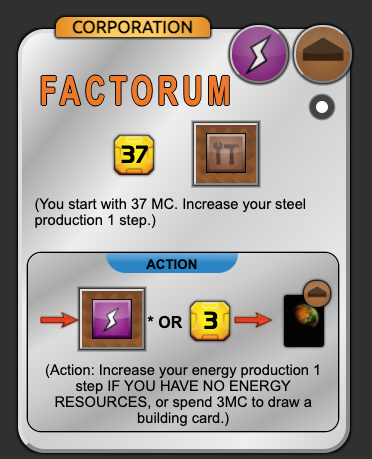 CORPORATION
FACTORUM
37
(You start with 37 MC. Increase your steel
production 1 step.)
ACTION
* OR 3
(Action: Increase your energy production 1
step IF YOU HAVE NO ENERGY
RESOURCES, or spend 3MC to draw a
building card.)